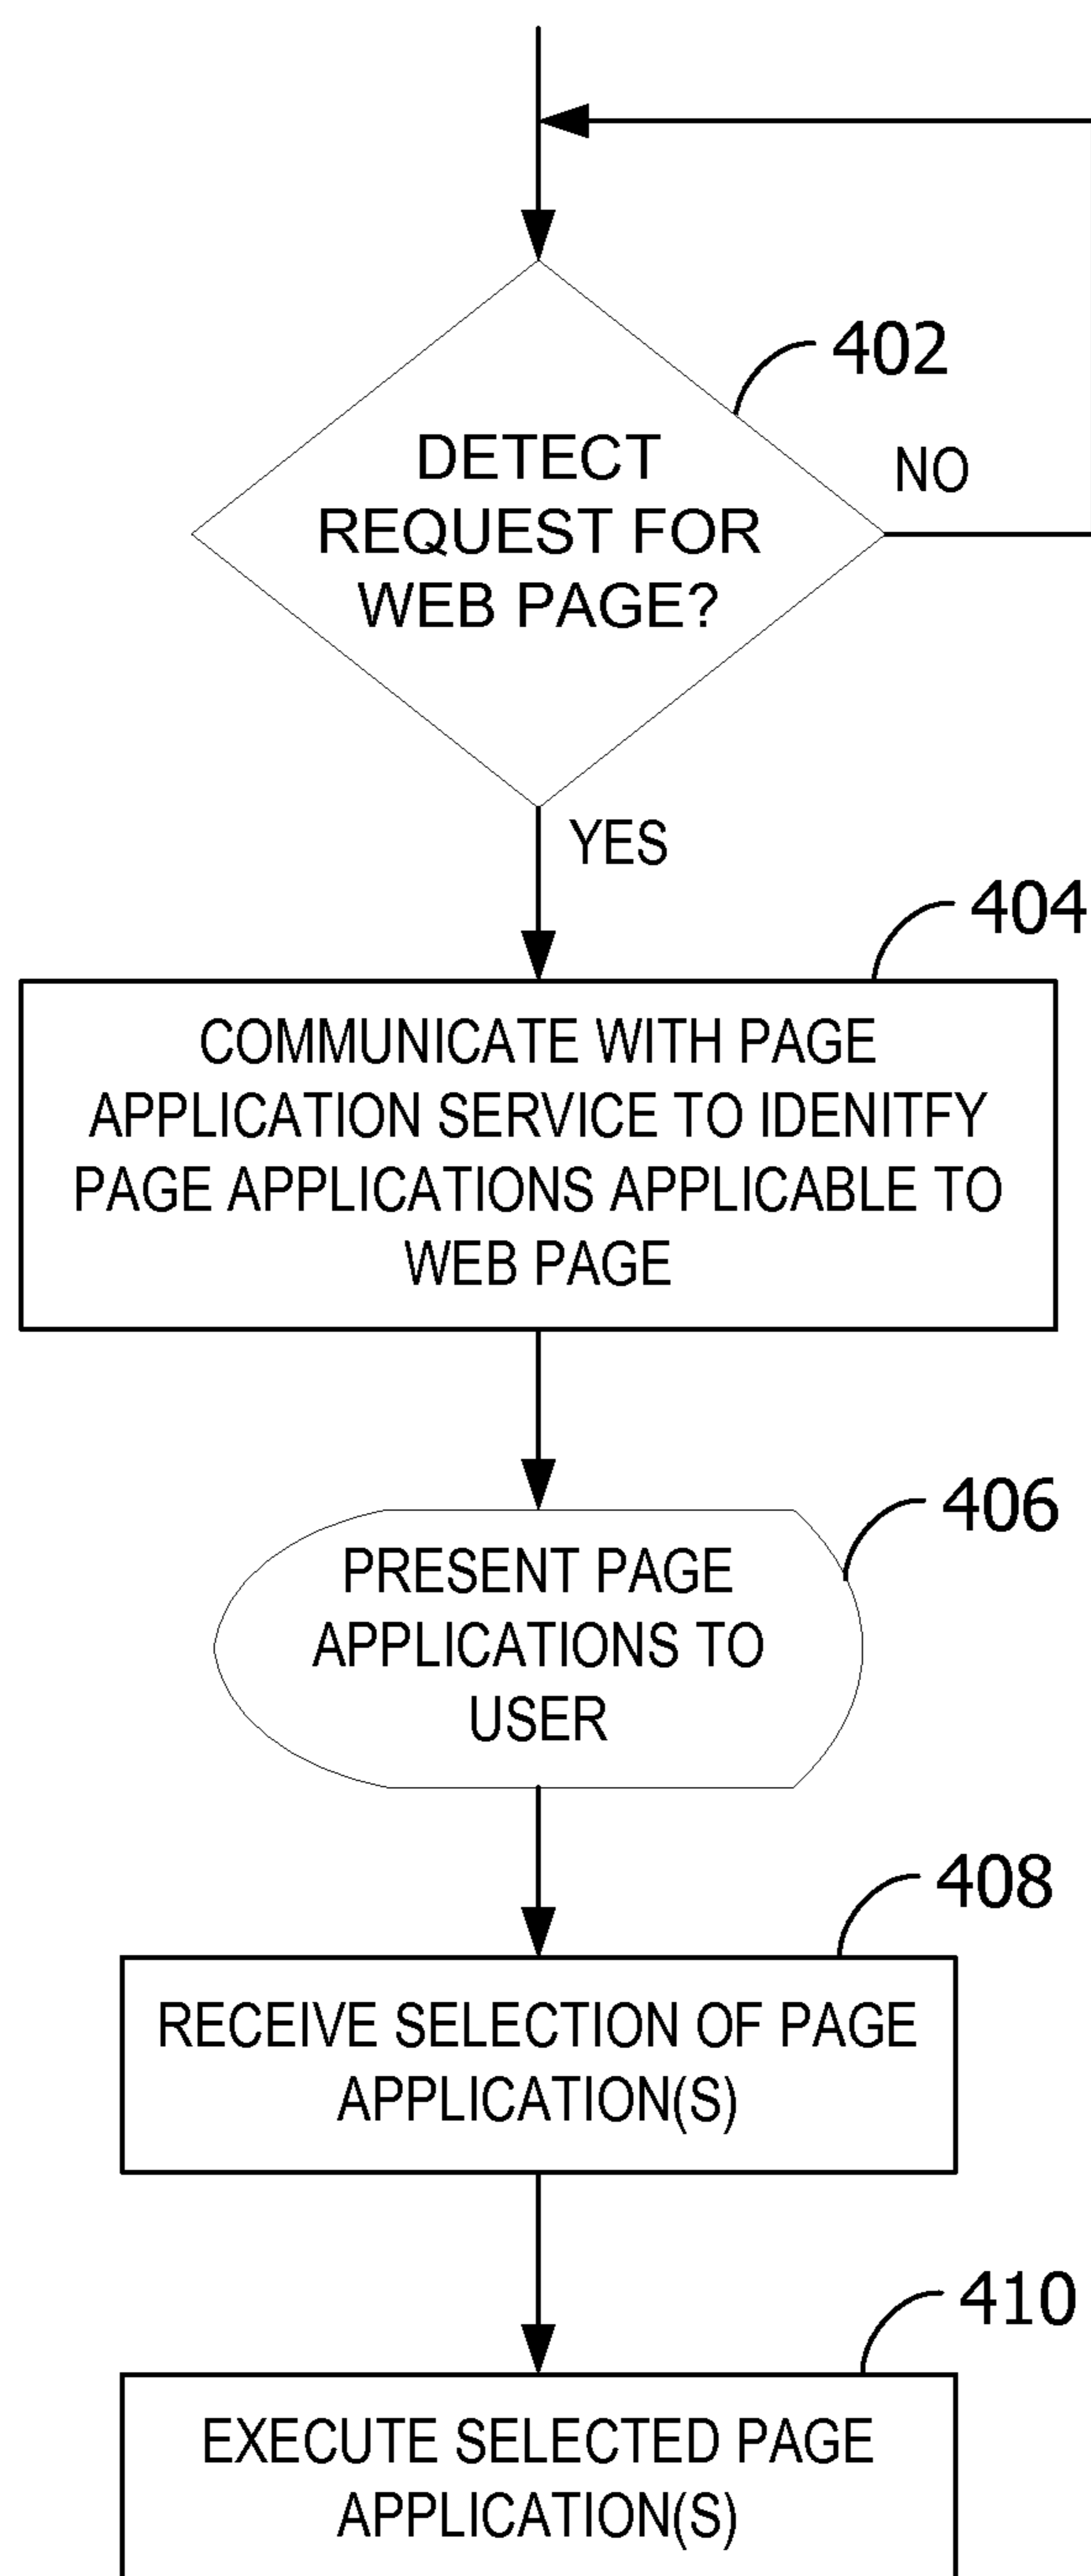 402
DETECT
REQUEST FOR
WEB PAGE?
NO
YES
404
COMMUNICATE WITH PAGE
APPLICATION SERVICE TO IDENITFY
PAGE APPLICATIONS APPLICABLE TO
WEB PAGE
406
PRESENT PAGE
APPLICATIONS TO
USER
408
RECEIVE SELECTION OF PAGE
APPLICATION(S)
410
EXECUTE SELECTED PAGE
APPLICATION(S)